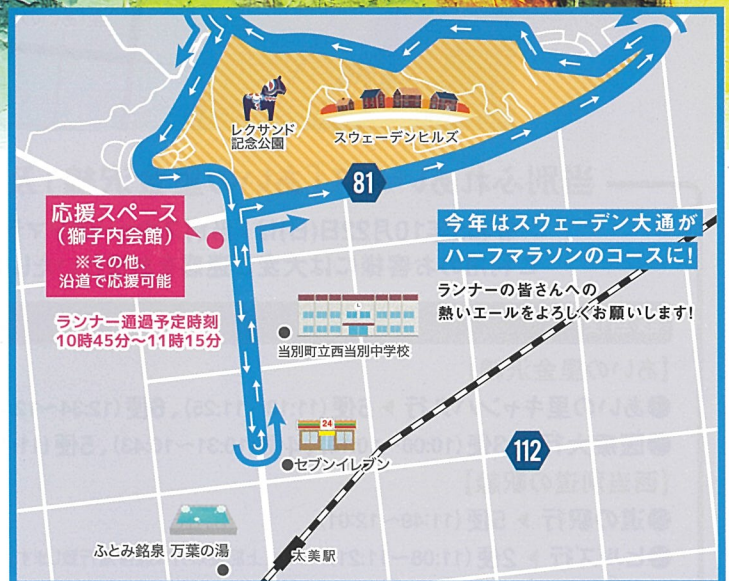 レクサンド
記念公園
スウェーデンヒルズ
81
応援スペース
(獅子内会館)
※その他、
沿道で応援可能
ランナー通過予定時刻
10時45分〜11時15分
今年はスウェーデン大通が
ハーフマラソンのコースに!
ランナーの皆さんへの
熱いエールをよろしくお願いします!
当別町立西当別中学校
24
セブンイレブン
112
ふとみ銘泉 万葉の湯
太美駅